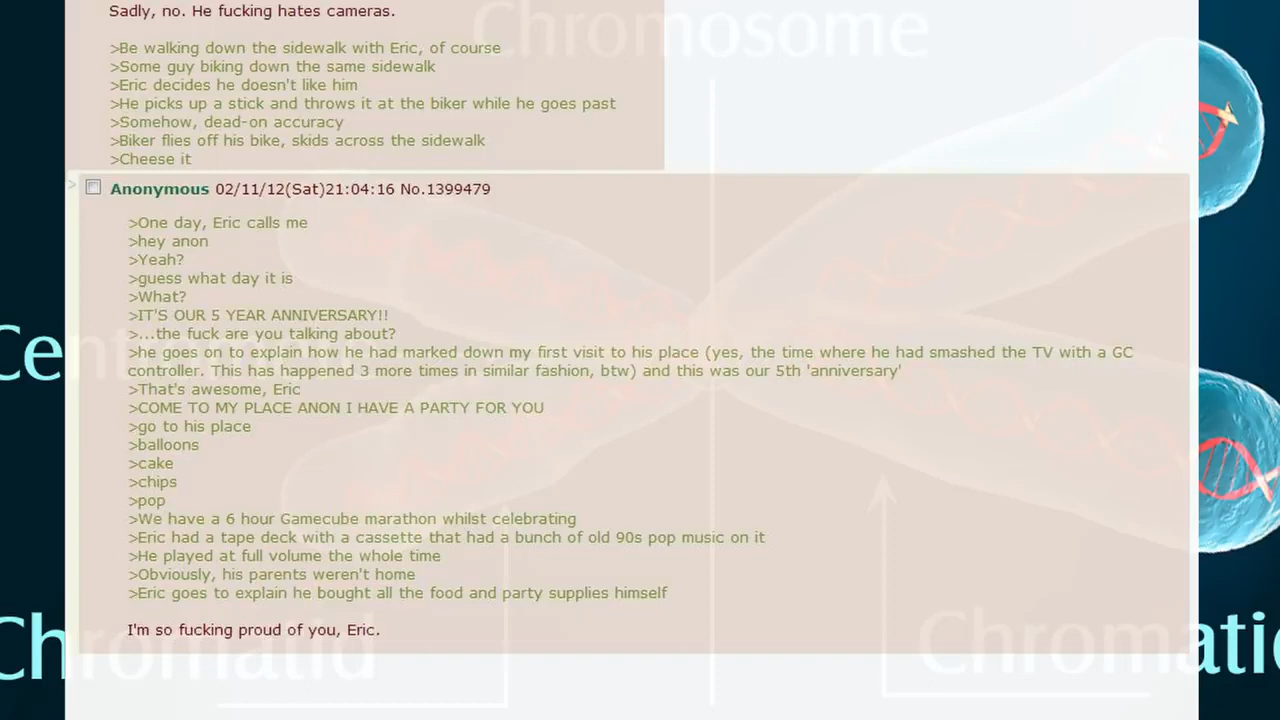 Chromosome
Sadly, no. He fucking hates cameras.
>Be walking down the sidewalk with Eric, of course
>Some guy biking down the same sidewalk
>Eric decides he doesn't like him
>He picks up a stick and throws it at the biker while he goes past
>Somehow, dead-on accuracy
>Biker flies off his bike, skids across the sidewalk
>Cheese it
> Anonymous 02/11/12(Sat)21:04:16 No.1399479
>One day, Eric calls me
>hey anon
>Yeah?
>guess what day it is
>What?
>IT'S OUR 5 YEAR ANNIVERSARY!!
>...the fuck are you talking about?
>he goes on to explain how he had marked down my first visit to his place (yes, the time where he had smashed the TV with a GC
controller. This has happened 3 more times in similar fashion, btw) and this was our 5th 'anniversary'
>That's awesome, Eric
>COME TO MY PLACE ANON I HAVE A PARTY FOR YOU
>go to his place
>balloons
>cake
>chips
>pop
>We have a 6 hour Gamecube marathon whilst celebrating
>Eric had a tape deck with a cassette that had a bunch of old 90s pop music on it
>He played at full volume the whole time
>Obviously, his parents weren't home
>Eric goes to explain he bought all the food and party supplies himself
I'm so fucking proud of you, Eric.
Chromatid
Chromatid